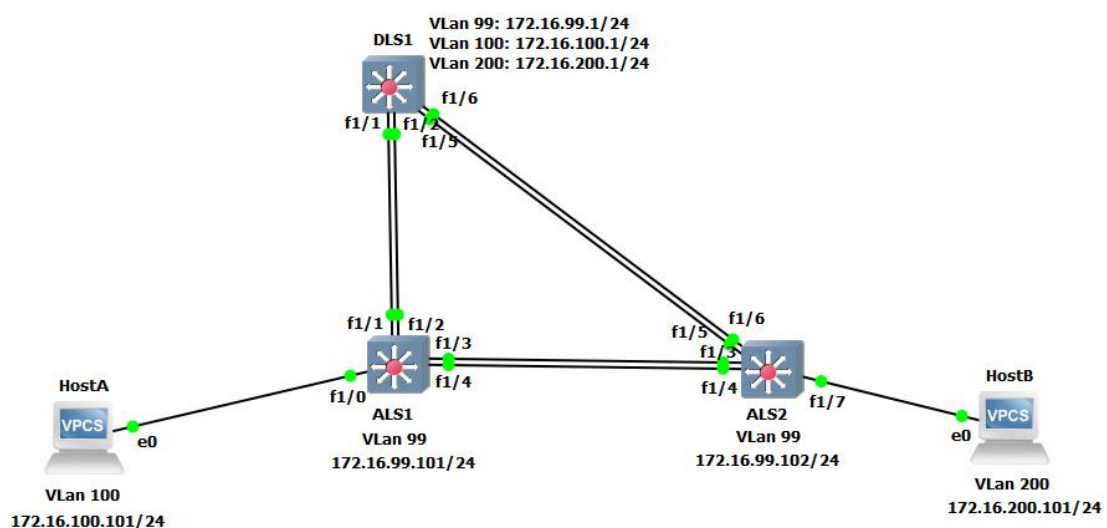 VLan 99: 172.16.99.1/24
DLS1
VLan 100: 172.16.100.1/24
VLan 200: 172.16.200.1/24
f1/6
f1/1
f1/2
f1/5
f1/1
f1/2
f1/3
f1/4
f1/0
f1/5
f1/6
f1/3
f1/4
f1/7
HostA
VPCS
e0
VLan 100
172.16.100.101/24
ALS1
VLan 99
172.16.99.101/24
ALS2
VLan 99
172.16.99.102/24
HostB
VPCS
e0
VLan 200
172.16.200.101/24